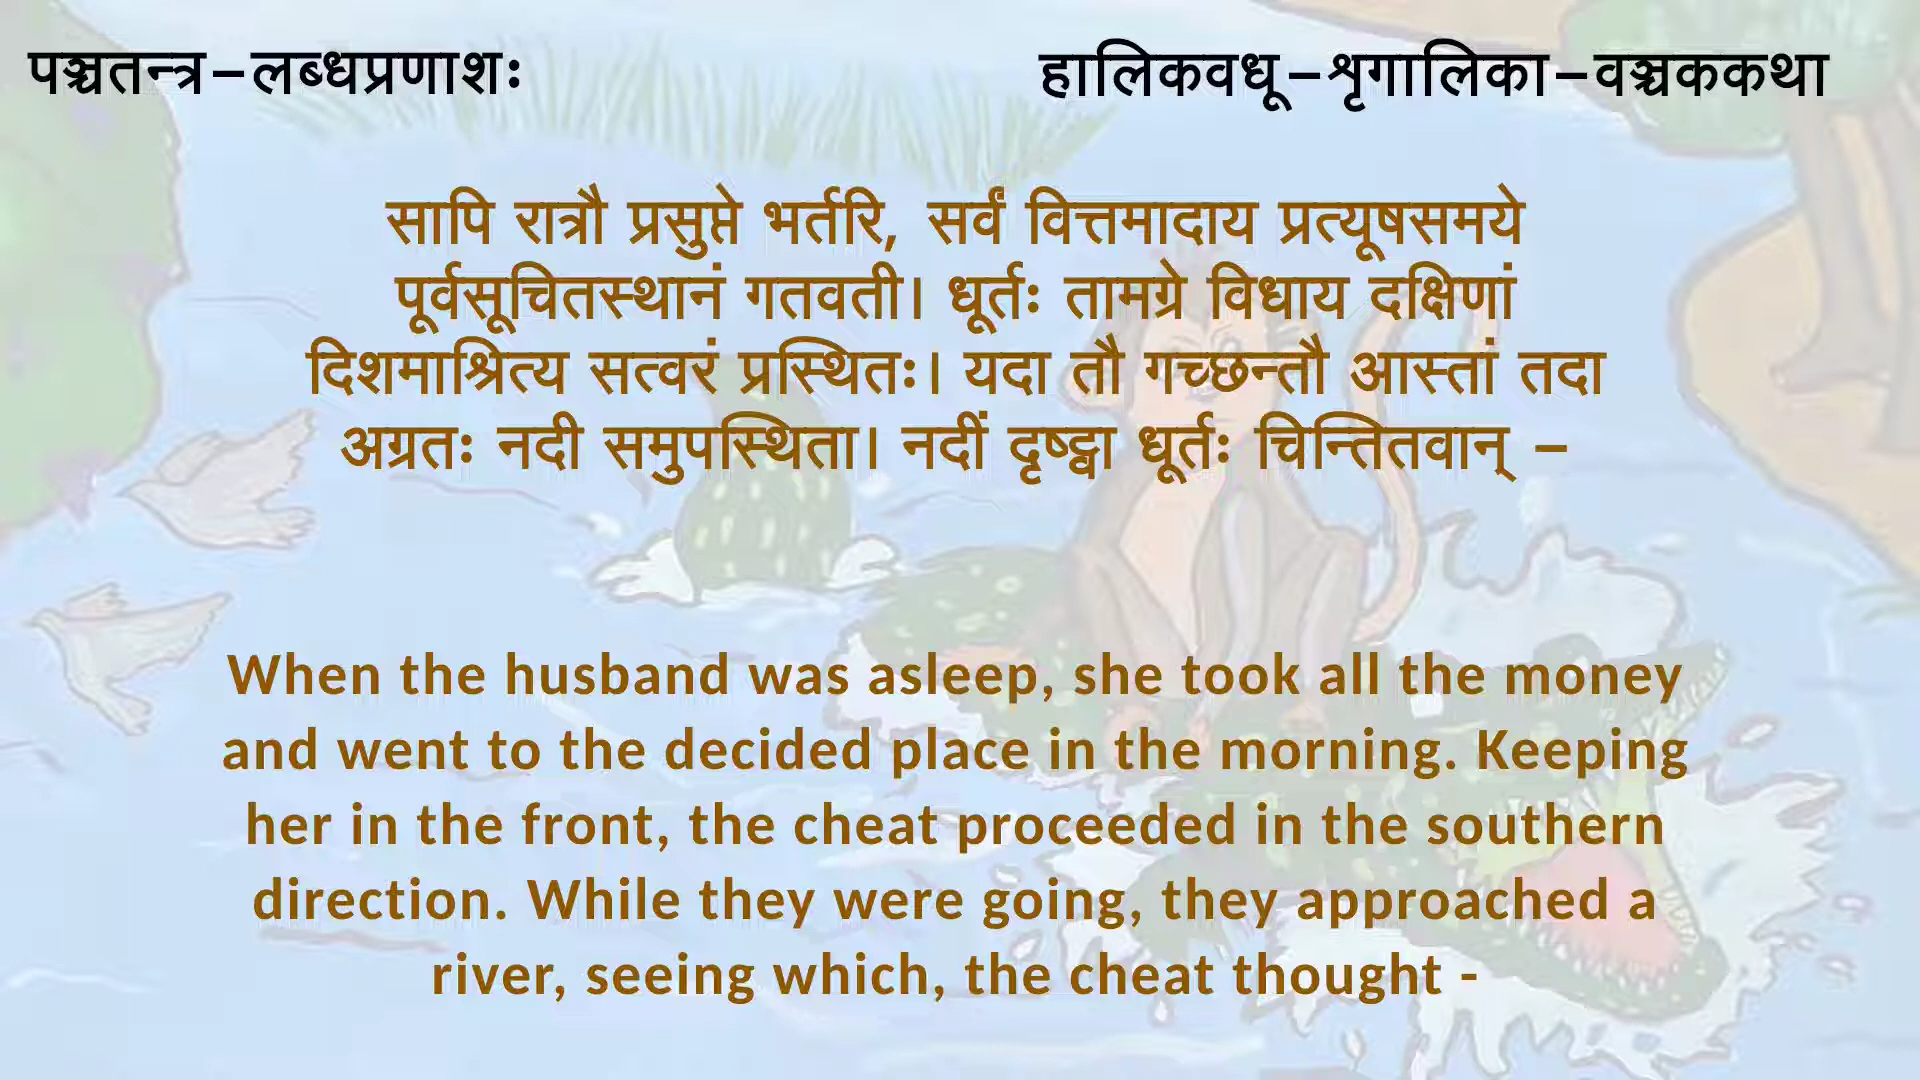 पञ्चतन्त्र–लब्धप्रणाशः
हालिकवधू–शृगालिका–वञ्चककथा
सापि रात्रौ प्रसुप्ते भर्तरि, सर्वं वित्तमादाय प्रत्यूषसमये
पूर्वसूचितस्थानं गतवती। धूर्तः तामग्रे विधाय दक्षिणां
दिशमाश्रित्य सत्वरं प्रस्थितः। यदा तौ गच्छन्तौ आस्तां तदा
अग्रतः नदी समुपस्थिता। नदीं दृष्ट्वा धूर्तः चिन्तितवान् –
When the husband was asleep, she took all the money
and went to the decided place in the morning. Keeping
her in the front, the cheat proceeded in the southern
direction. While they were going, they approached a
river, seeing which, the cheat thought -